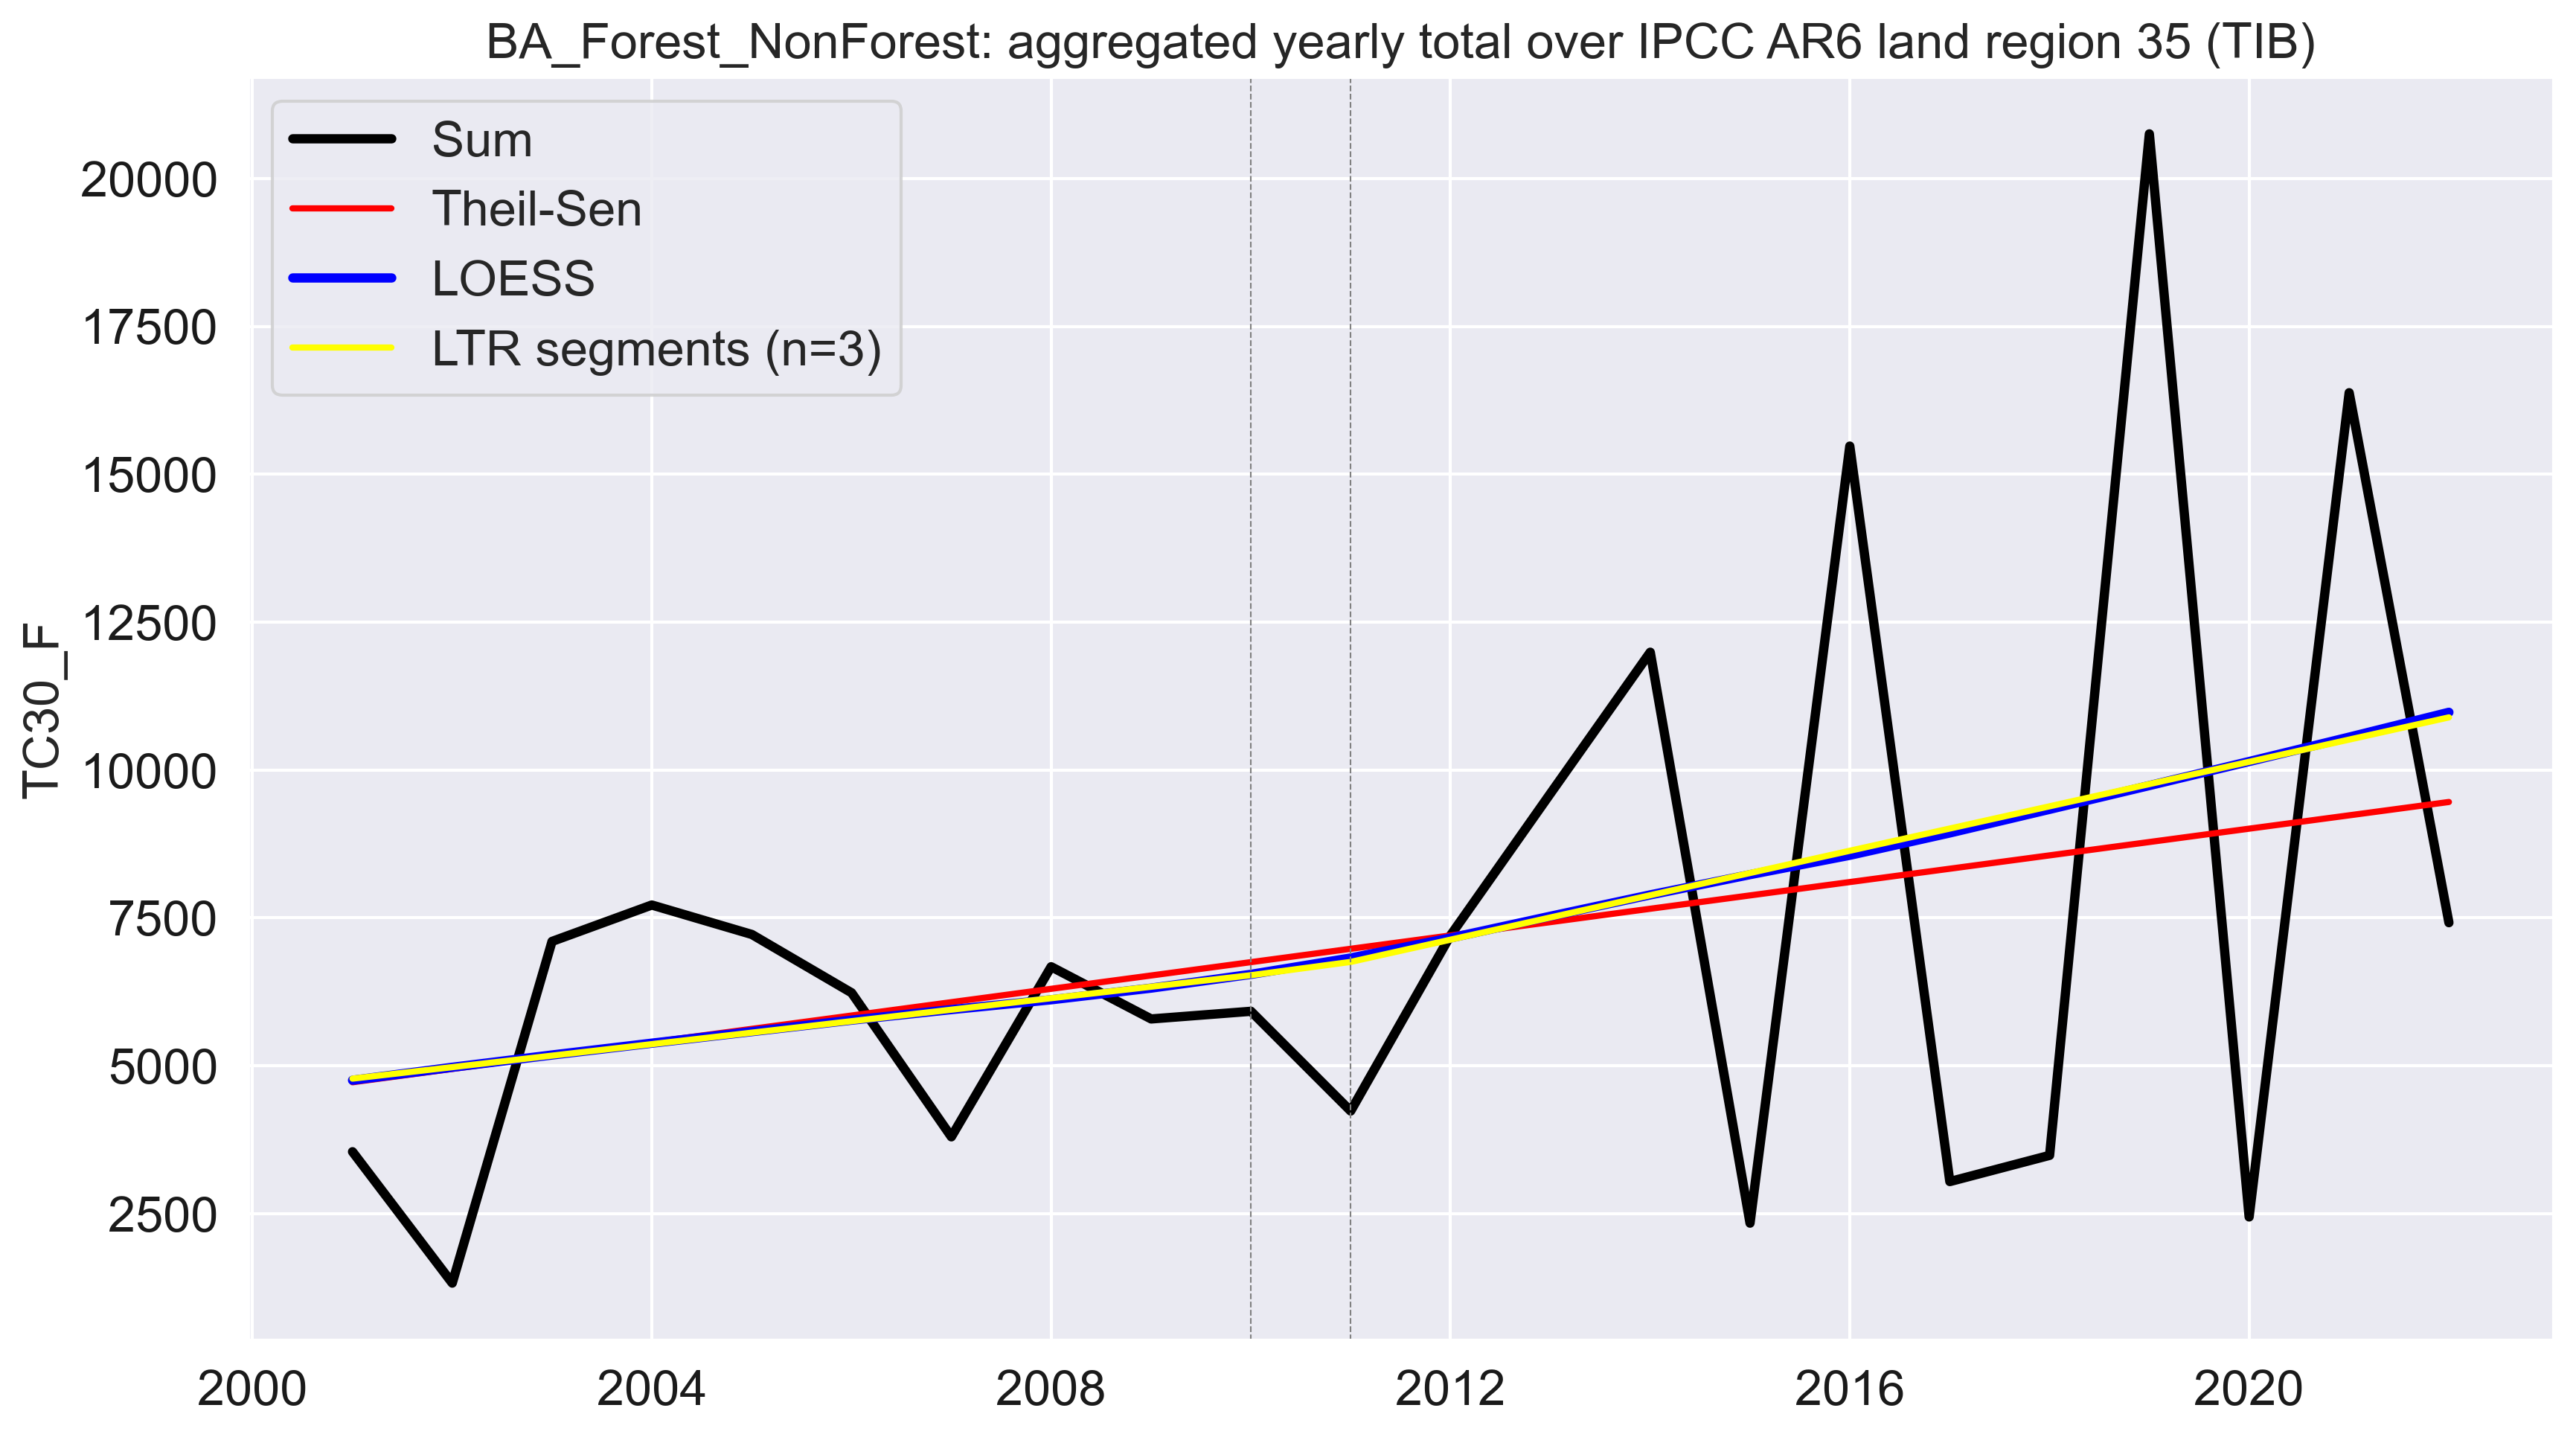 BA_Forest_NonForest: aggregated yearly total over IPCC AR6 land region 35 (TIB)
Sum
Theil-Sen
LOESS
LTR segments (n=3)
TC30_F
20000
17500
15000
12500
10000
7500
5000
2500
2000
2004
2008
2012
2016
2020